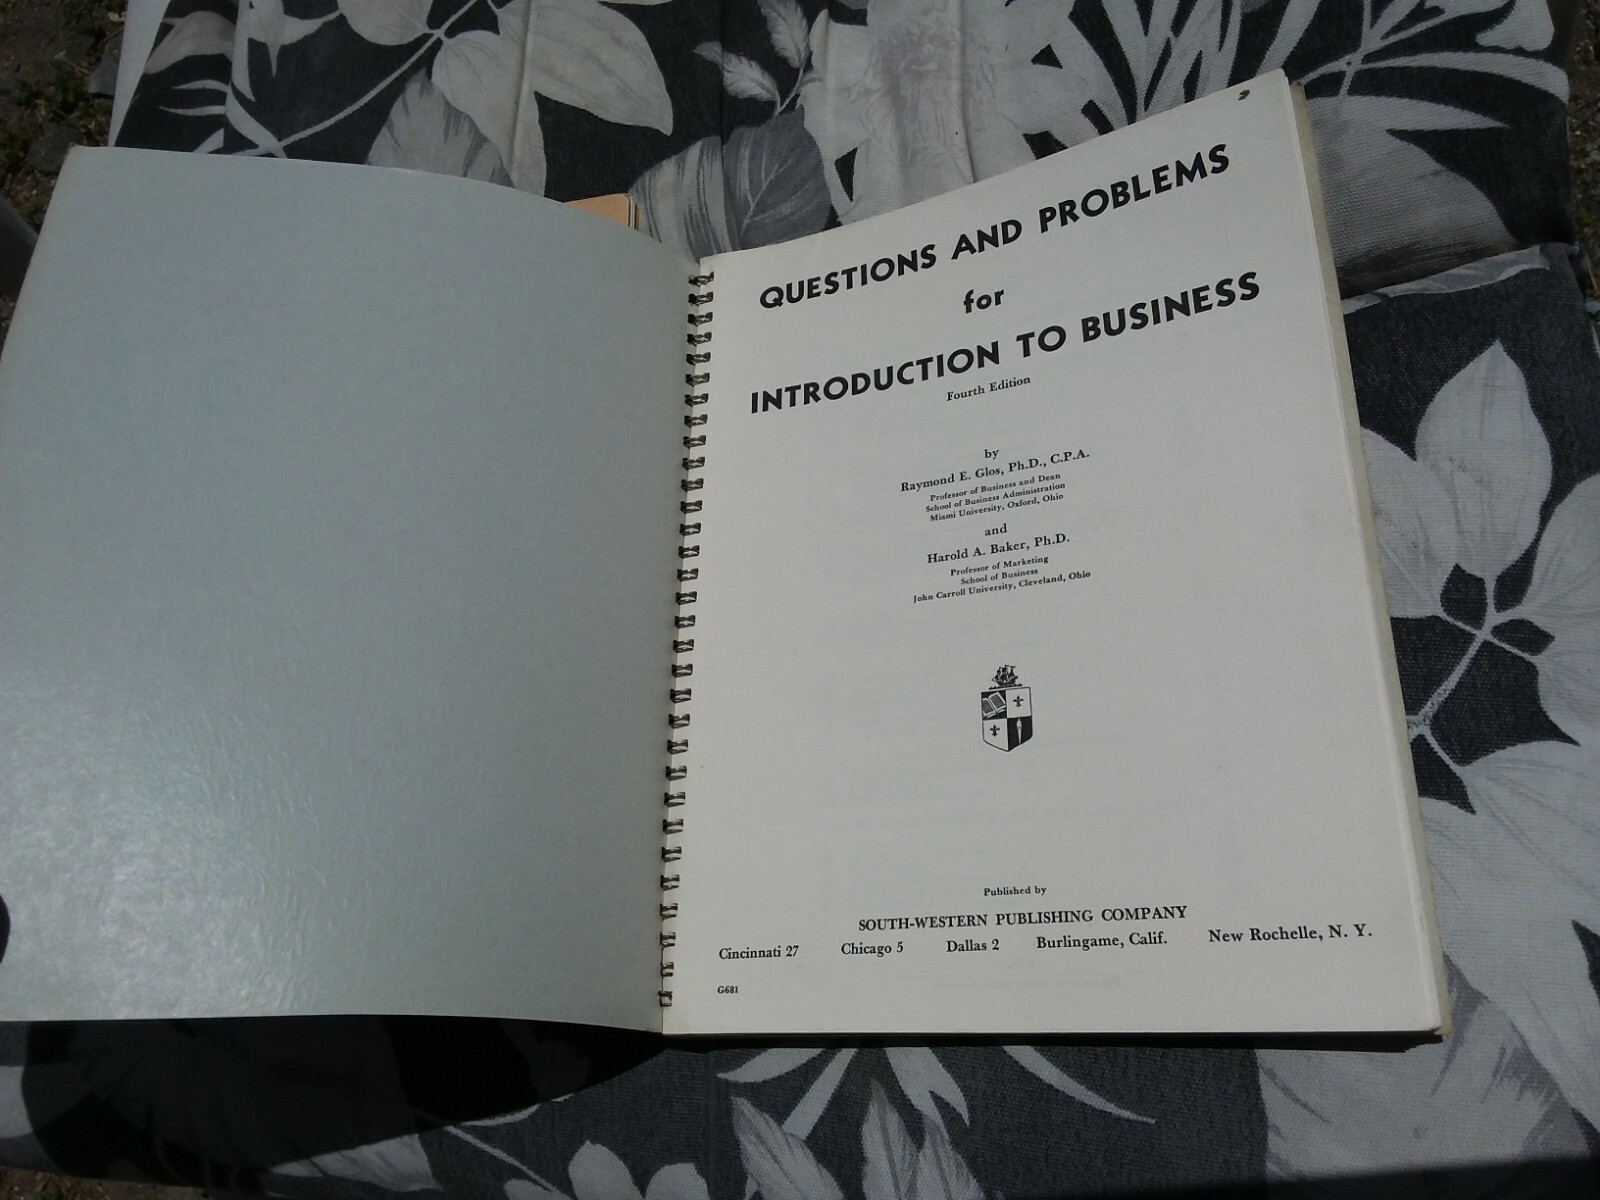 QUESTIONS AND PROBLEMS
for
INTRODUCTION TO BUSINESS
Fourth Edition
by
Raymond E. Glos, Ph.D., C.P.A.
Professor of Business and Dean
School of Business Administration
Miami University, Oxford, Ohio
and
Harold A. Baker, Ph.D.
Professor of Marketing
School of Business
John Carroll University, Cleveland, Ohio
Published by
SOUTH-WESTERN PUBLISHING COMPANY
Cincinnati 27 Chicago 5 Dallas 2 Burlingame, Calif. New Rochelle, N. Y.
G681